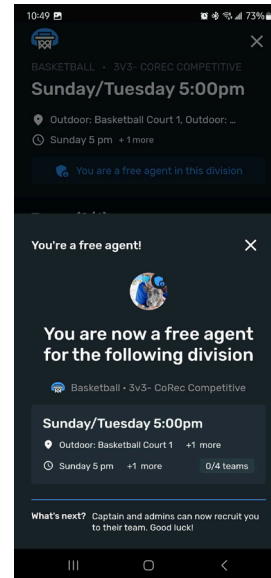 10:49
73%
BASKETBALL • 3V3- COREC COMPETITIVE
Sunday/Tuesday 5:00pm
Outdoor: Basketball Court 1, Outdoor: ...
Sunday 5 pm + 1 more
You are a free agent in this division
You're a free agent!
You are now a free agent
for the following division
Basketball • 3v3- CoRec Competitive
Sunday/Tuesday 5:00pm
Outdoor: Basketball Court 1 +1 more
Sunday 5 pm +1 more 0/4 teams
What's next? Captain and admins can now recruit you
to their team. Good luck!